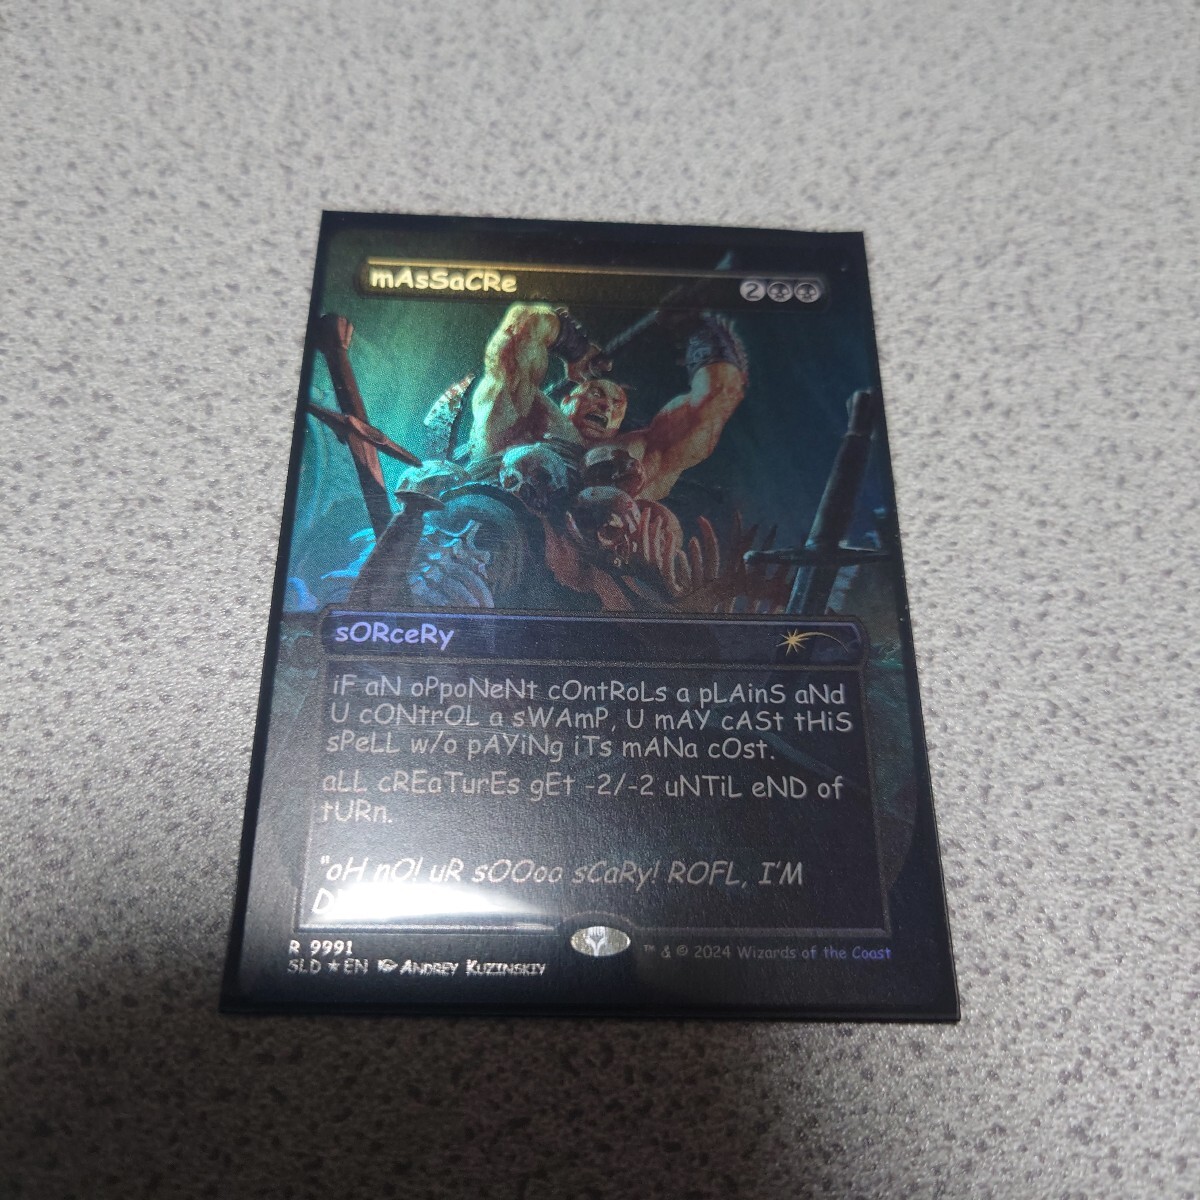 mAsSaCRe
2
sORceRy
iF aN oPpoNeNt cOntRoLs a pLAinS aNd
U cONtrOL a sWAmP, U mAY cASt tHiS
sPeLL w/o pAYiNg iTs mANa cOst.
aLL cREaTurEs gEt -2/-2 uNTiL eND of
tURn.
"oH nO! uR sOOoo sCaRy! ROFL, I'M
R 9991
SLD ★ EN ANDREY KUZINSKIY
™ & © 2024 Wizards of the Coast